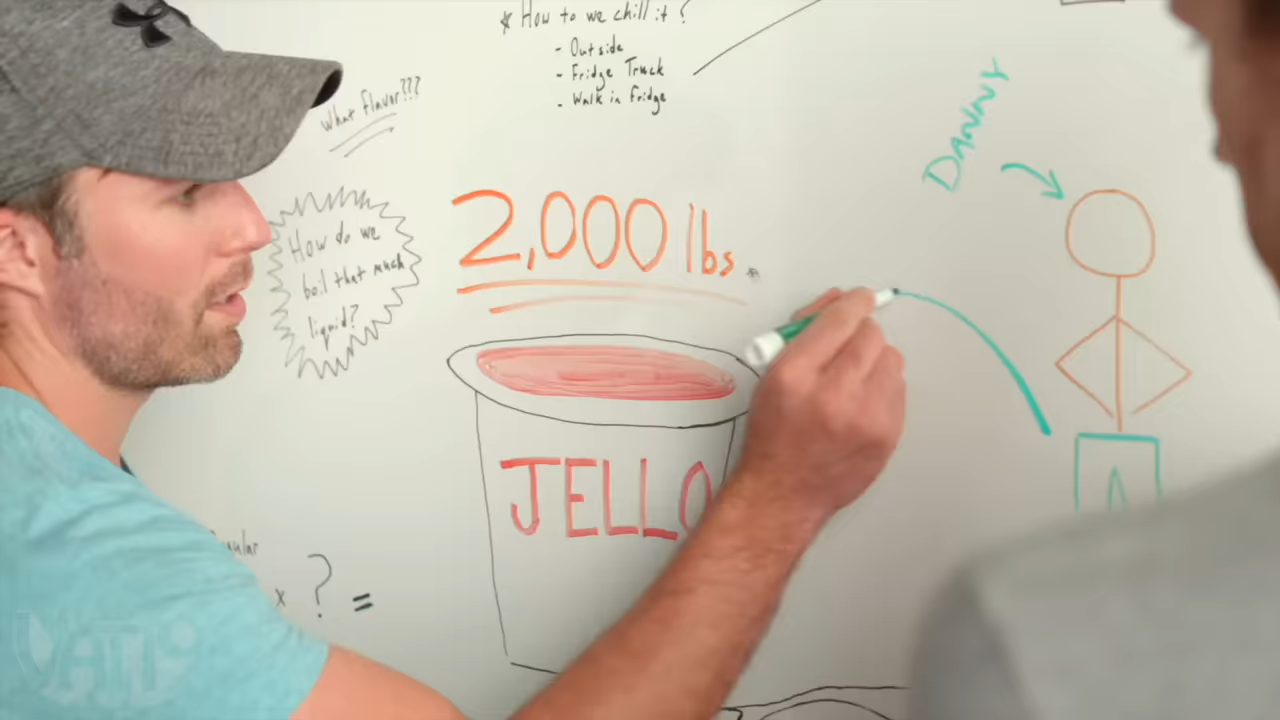 * How to we chill it?
- Outside
- Fridge Truck
- Walk in Fridge
What flavor???
DANNY
2,000 lbs.
How do we
boil that much
liquid?
JELLO
x ? =
VAT19